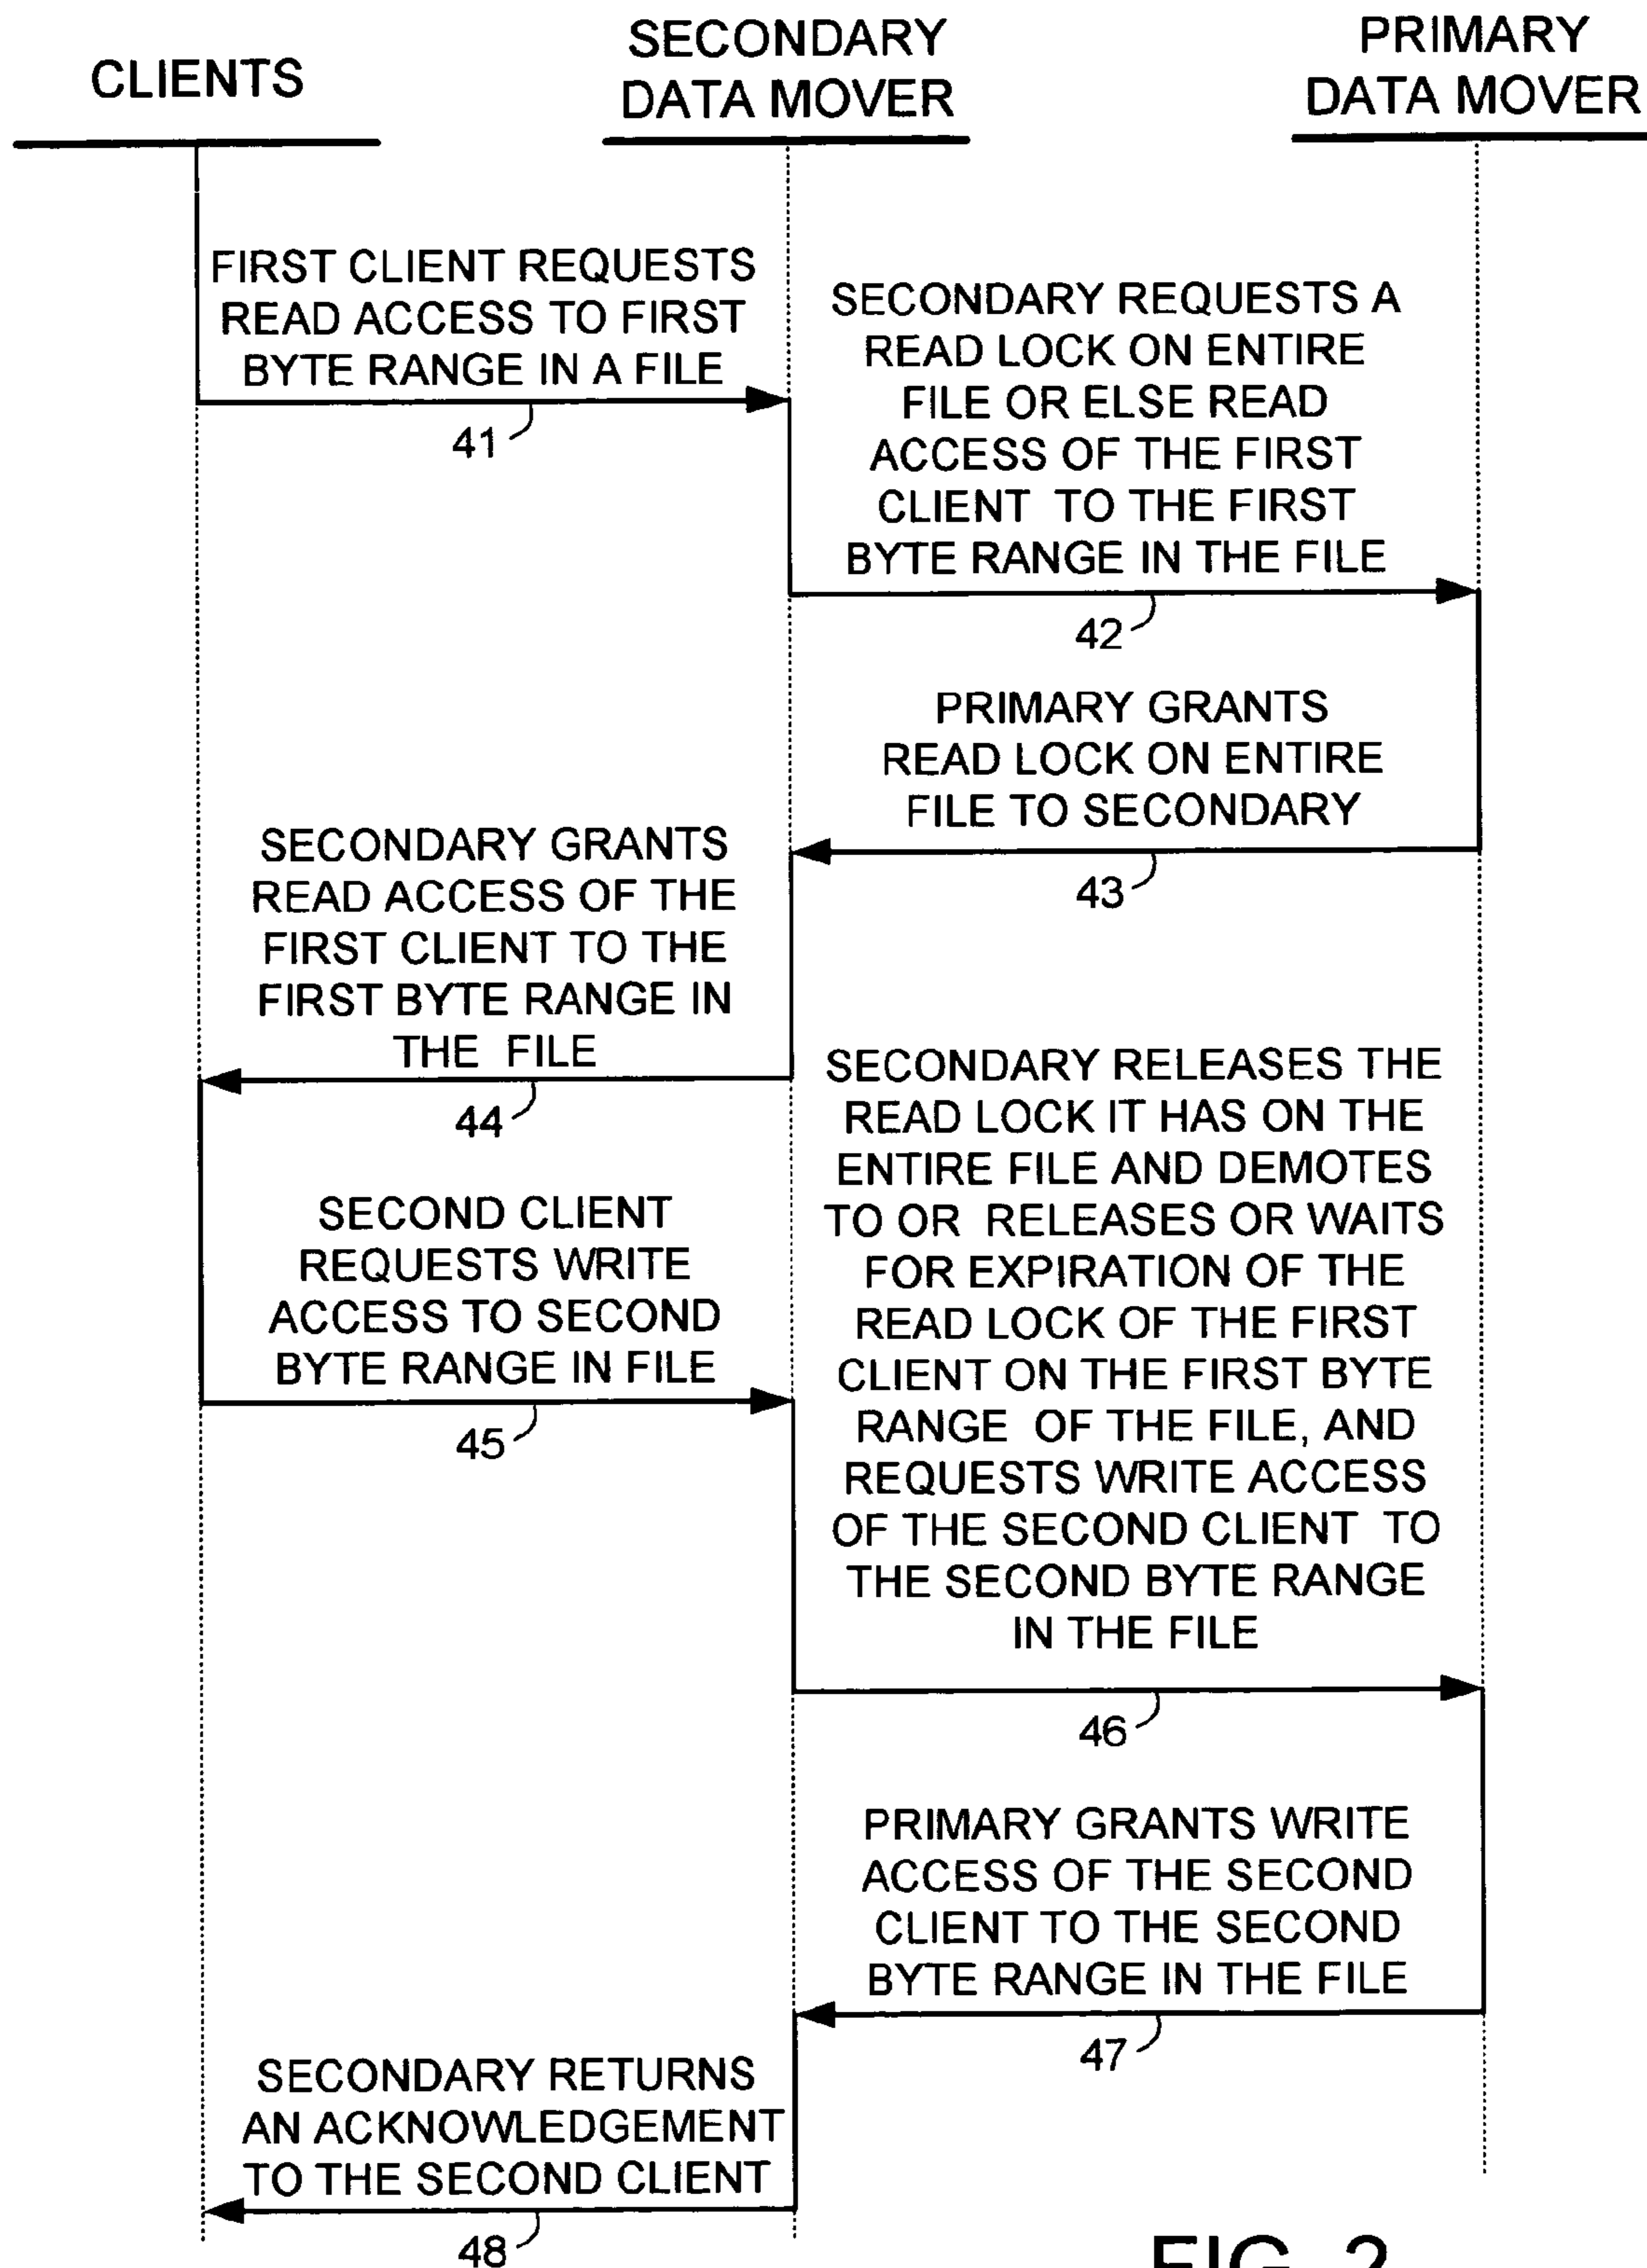 CLIENTS
SECONDARY
DATA MOVER
PRIMARY
DATA MOVER
FIRST CLIENT REQUESTS
READ ACCESS TO FIRST
BYTE RANGE IN A FILE
41
SECONDARY REQUESTS A
READ LOCK ON ENTIRE
FILE OR ELSE READ
ACCESS OF THE FIRST
CLIENT TO THE FIRST
BYTE RANGE IN THE FILE
42
PRIMARY GRANTS
READ LOCK ON ENTIRE
FILE TO SECONDARY
43
SECONDARY GRANTS
READ ACCESS OF THE
FIRST CLIENT TO THE
FIRST BYTE RANGE IN
THE FILE
44
SECOND CLIENT
REQUESTS WRITE
ACCESS TO SECOND
BYTE RANGE IN FILE
45
SECONDARY RELEASES THE
READ LOCK IT HAS ON THE
ENTIRE FILE AND DEMOTES
TO OR RELEASES OR WAITS
FOR EXPIRATION OF THE
READ LOCK OF THE FIRST
CLIENT ON THE FIRST BYTE
RANGE OF THE FILE, AND
REQUESTS WRITE ACCESS
OF THE SECOND CLIENT TO
THE SECOND BYTE RANGE
IN THE FILE
46
PRIMARY GRANTS WRITE
ACCESS OF THE SECOND
CLIENT TO THE SECOND
BYTE RANGE IN THE FILE
47
SECONDARY RETURNS
AN ACKNOWLEDGEMENT
TO THE SECOND CLIENT
48
FIG. 2